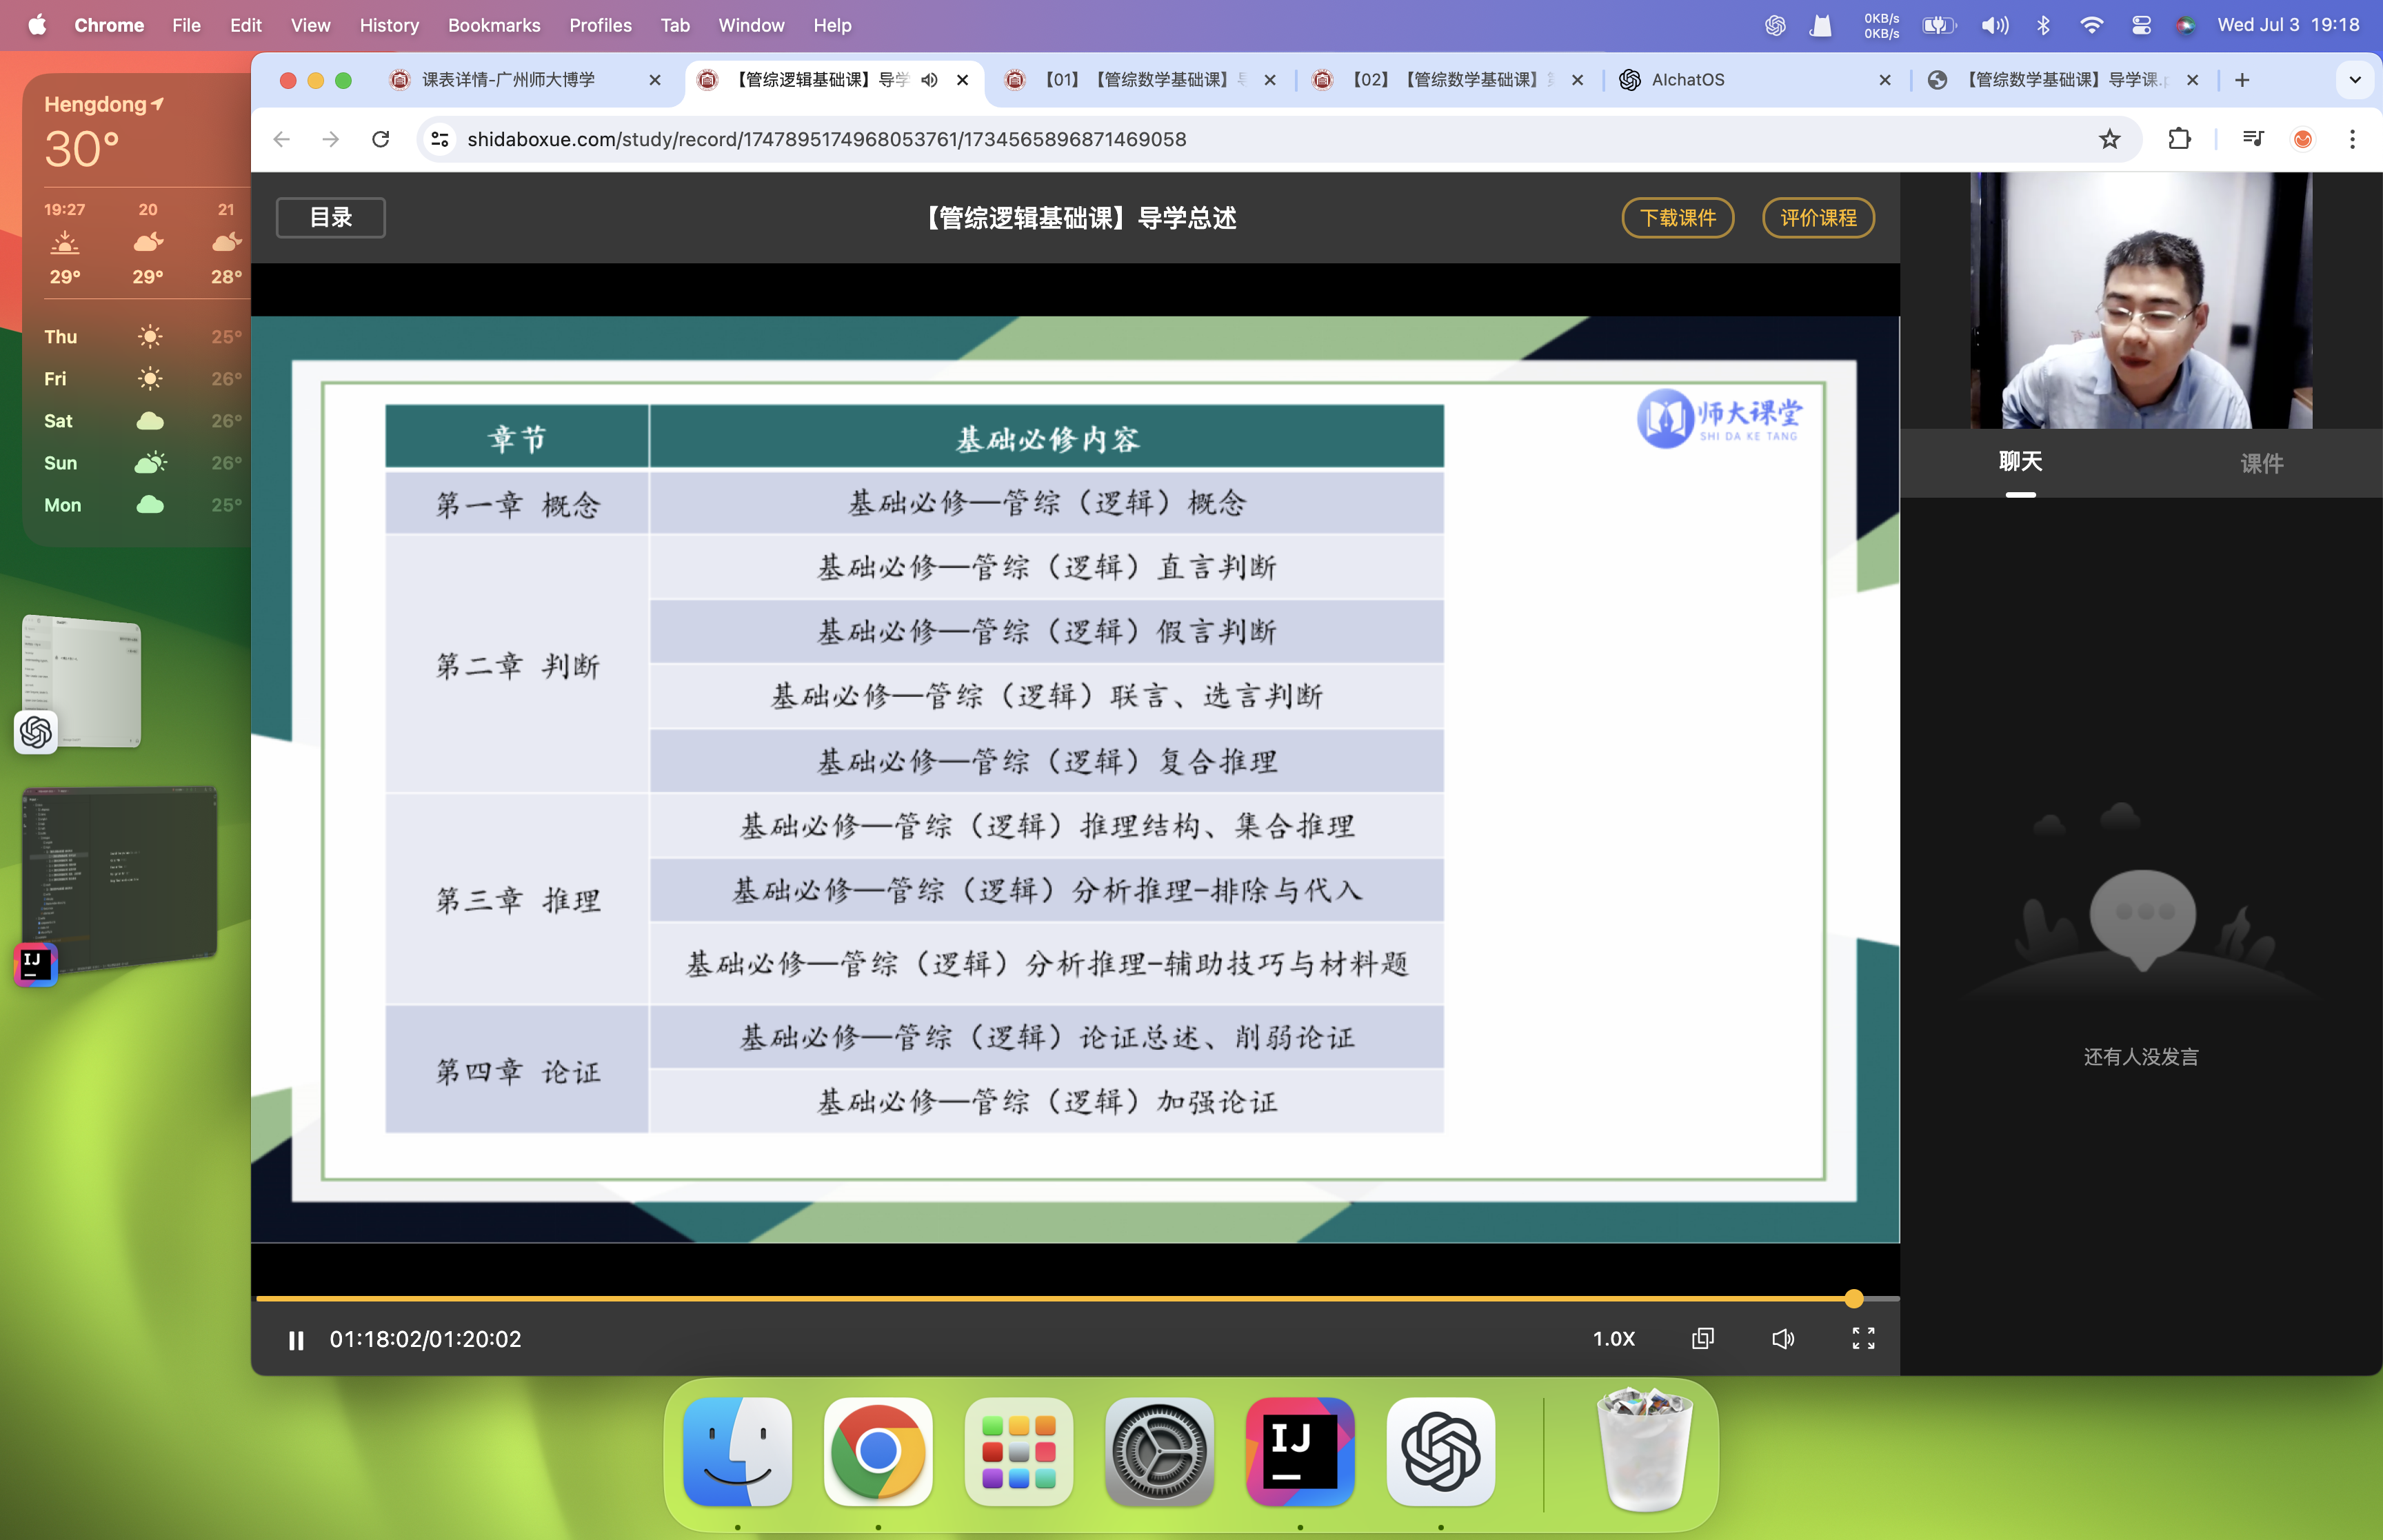 Chrome File Edit View History Bookmarks Profiles Tab Window Help
0KB/s
0KB/s
Wed Jul 3 19:18
课表详情-广州师大博学
【管综逻辑基础课】导学
【01】【管综数学基础课】导
【02】【管综数学基础课】
AIchatOS
【管综数学基础课】导学课.p
shidaboxue.com/study/record/1747895174968053761/1734565896871469058
Hengdong
30°
19:27 20 21
29° 29° 28°
Thu 25°
Fri 26°
Sat 26°
Sun 26°
Mon 25°
目录
【管综逻辑基础课】导学总述
下载课件
评价课程
师大课堂
SHI DA KE TANG
章节 基础必修内容
第一章 概念 基础必修—管综（逻辑）概念
第二章 判断
基础必修—管综（逻辑）直言判断
基础必修—管综（逻辑）假言判断
基础必修—管综（逻辑）联言、选言判断
基础必修—管综（逻辑）复合推理
第三章 推理
基础必修—管综（逻辑）推理结构、集合推理
基础必修—管综（逻辑）分析推理-排除与代入
基础必修—管综（逻辑）分析推理-辅助技巧与材料题
第四章 论证
基础必修—管综（逻辑）论证总述、削弱论证
基础必修—管综（逻辑）加强论证
聊天 课件
还有人没发言
01:18:02/01:20:02
1.0X
IJ
IJ